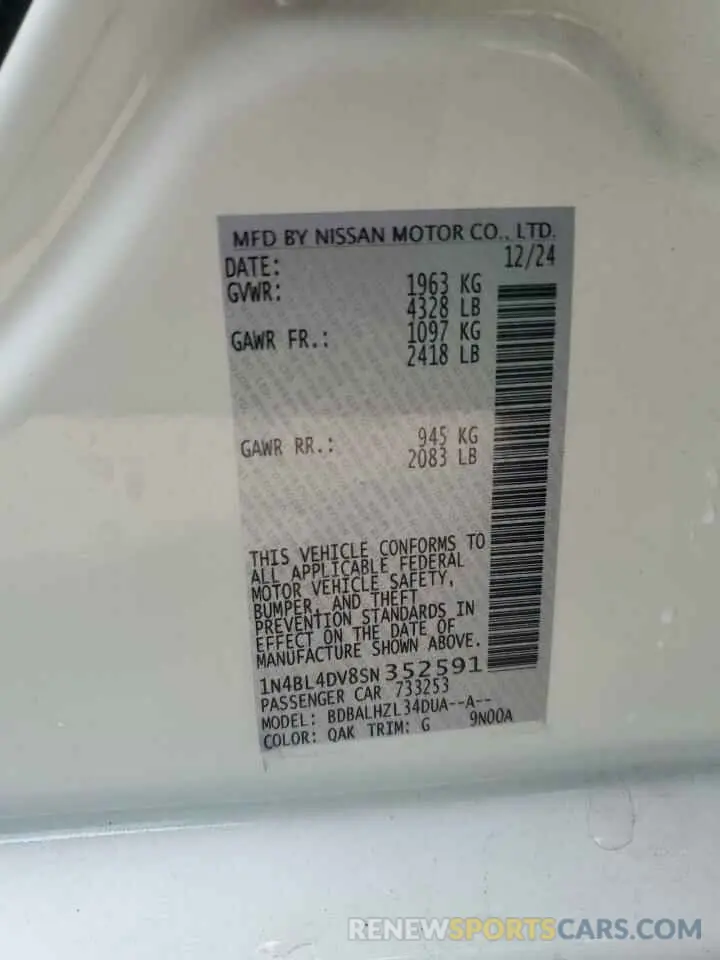 MFD BY NISSAN MOTOR CO., LTD.
DATE: 12/24
GVWR: 1963 KG
4328 LB
GAWR FR.: 1097 KG
2418 LB
GAWR RR.: 945 KG
2083 LB
THIS VEHICLE CONFORMS TO
ALL APPLICABLE FEDERAL
MOTOR VEHICLE SAFETY,
BUMPER, AND THEFT
PREVENTION STANDARDS IN
EFFECT ON THE DATE OF
MANUFACTURE SHOWN ABOVE.
1N4BL4DV8SN352591
PASSENGER CAR 733253
MODEL: BDBALHZL34DUA--A--
COLOR: QAK TRIM: G 9N00A
RENEWSPORTSCARS.COM